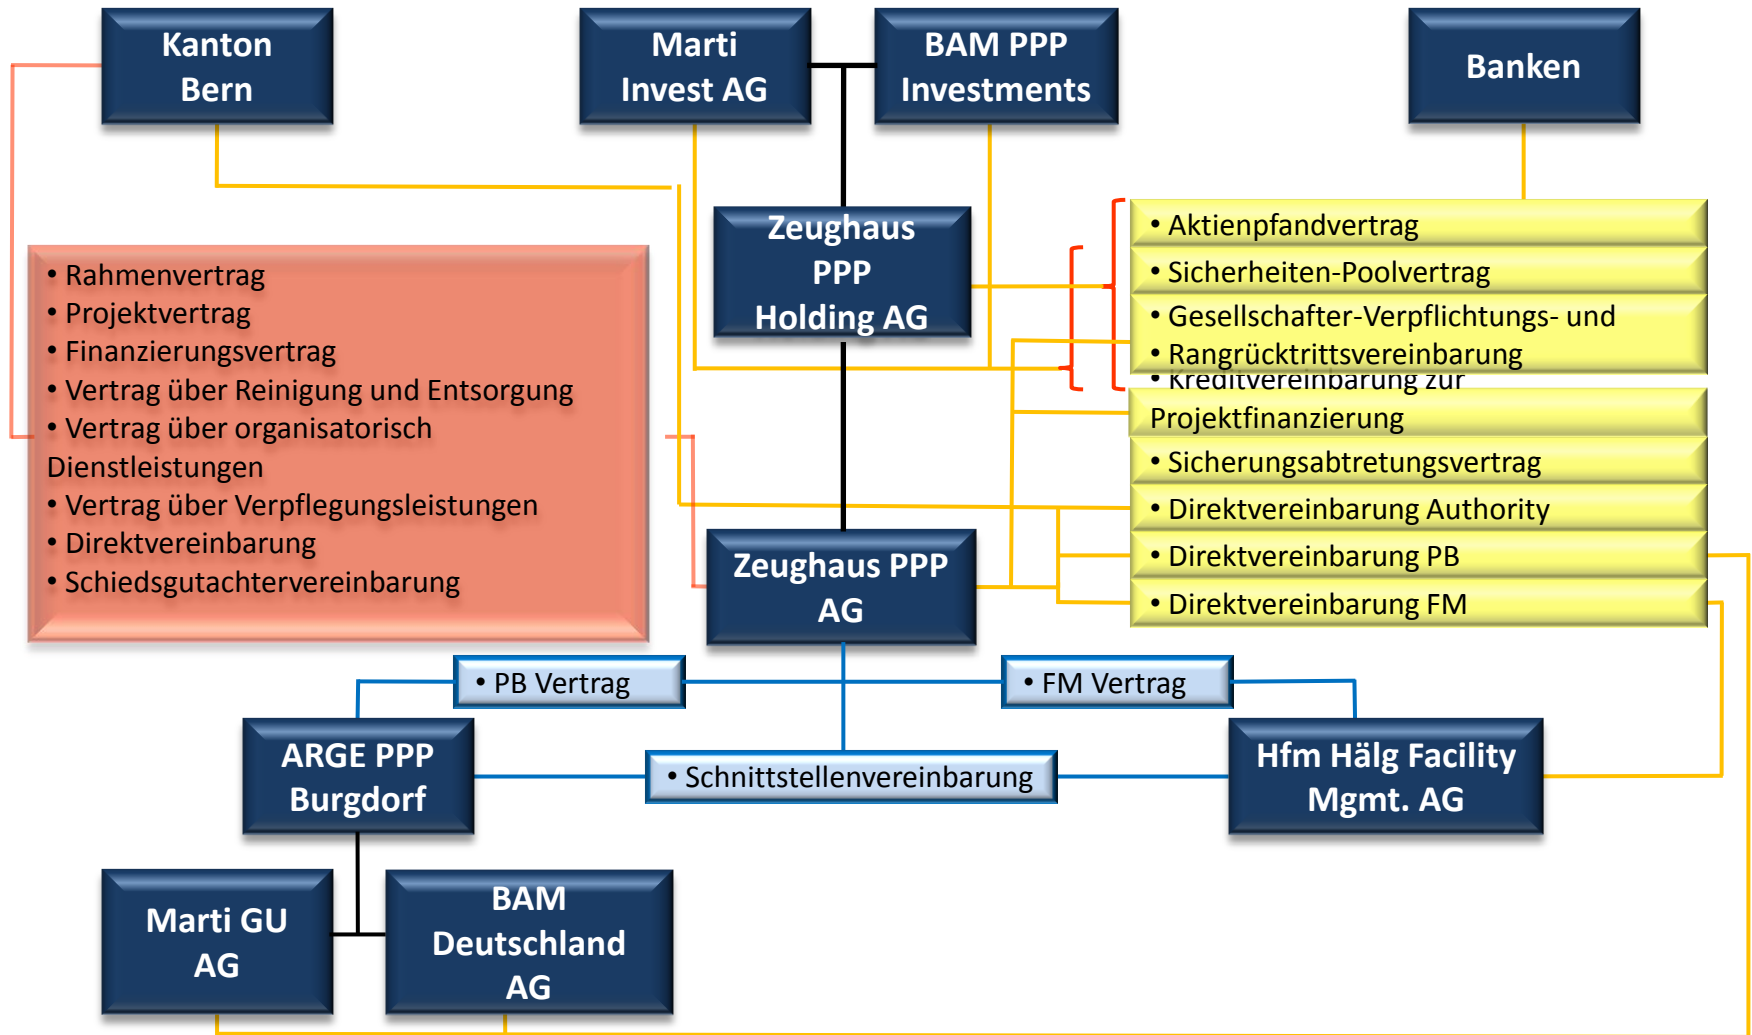 Kanton
Bern
Marti
Invest AG
BAM PPP
Investments
Banken
Zeughaus
PPP
Holding AG
• Aktienpfandvertrag
• Sicherheiten-Poolvertrag
• Gesellschafter-Verpflichtungs- und
• Rangrücktrittsvereinbarung
• Kreditvereinbarung zur
Projektfinanzierung
• Sicherungsabtretungsvertrag
• Direktvereinbarung Authority
• Direktvereinbarung PB
• Direktvereinbarung FM
• Rahmenvertrag
• Projektvertrag
• Finanzierungsvertrag
• Vertrag über Reinigung und Entsorgung
• Vertrag über organisatorisch
Dienstleistungen
• Vertrag über Verpflegungsleistungen
• Direktvereinbarung
• Schiedsgutachtervereinbarung
Zeughaus PPP
AG
• PB Vertrag
• FM Vertrag
ARGE PPP
Burgdorf
• Schnittstellenvereinbarung
Hfm Hälg Facility
Mgmt. AG
Marti GU
AG
BAM
Deutschland
AG